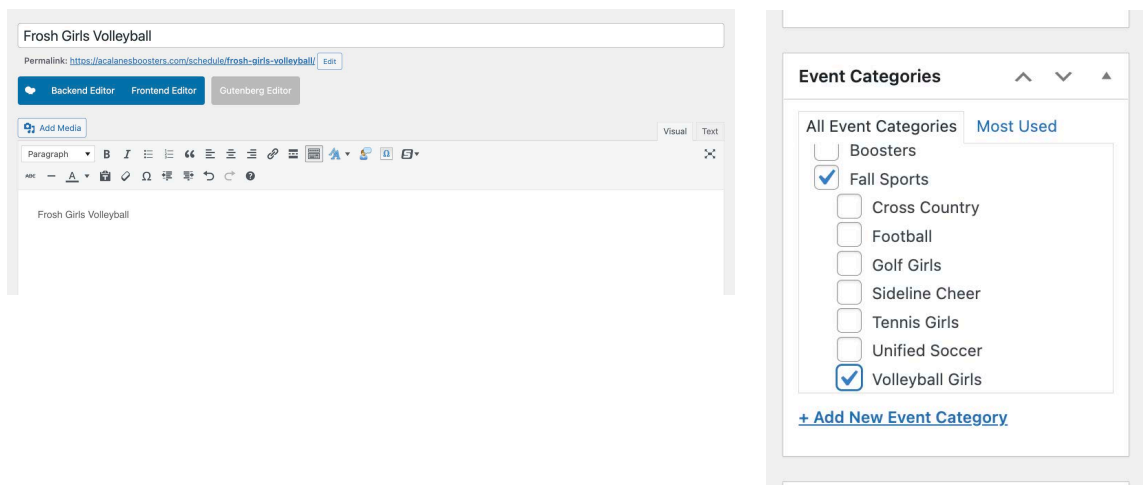 Frosh Girls Volleyball
Permalink: https://acalanesboosters.com/schedule/frosh-girls-volleyball/ Edit
Backend Editor Frontend Editor Gutenberg Editor
Add Media
Visual Text
Paragraph B I
ABC A Ω
Frosh Girls Volleyball
Event Categories
All Event Categories Most Used
Boosters
Fall Sports
Cross Country
Football
Golf Girls
Sideline Cheer
Tennis Girls
Unified Soccer
Volleyball Girls
+ Add New Event Category